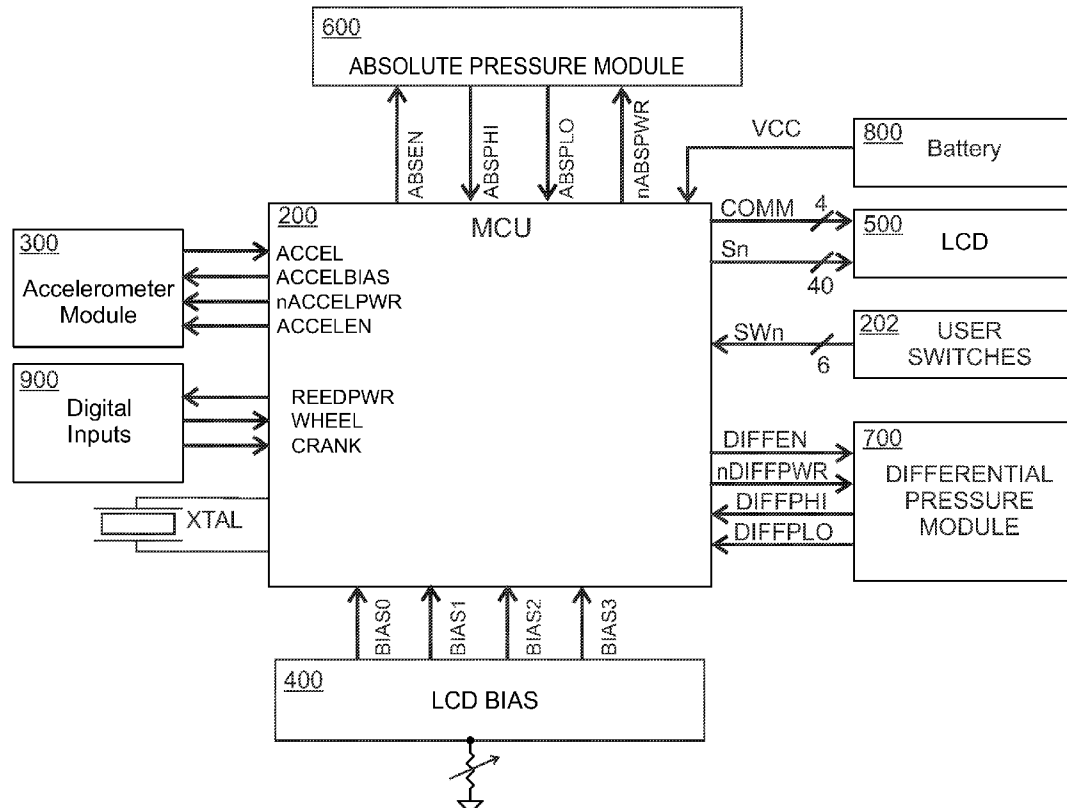 600
ABSOLUTE PRESSURE MODULE
ABSEN
ABSPHI
ABSPLO
nABSPWR
VCC
800
Battery
200
MCU
COMM
4
500
LCD
Sn
40
300
Accelerometer
Module
ACCEL
ACCELBIAS
nACCELPWR
ACCELEN
SWn
6
202
USER
SWITCHES
900
Digital
Inputs
REEDPWR
WHEEL
CRANK
DIFFEN
nDIFFPWR
DIFFPHI
DIFFPLO
700
DIFFERENTIAL
PRESSURE
MODULE
XTAL
BIAS0
BIAS1
BIAS2
BIAS3
400
LCD BIAS